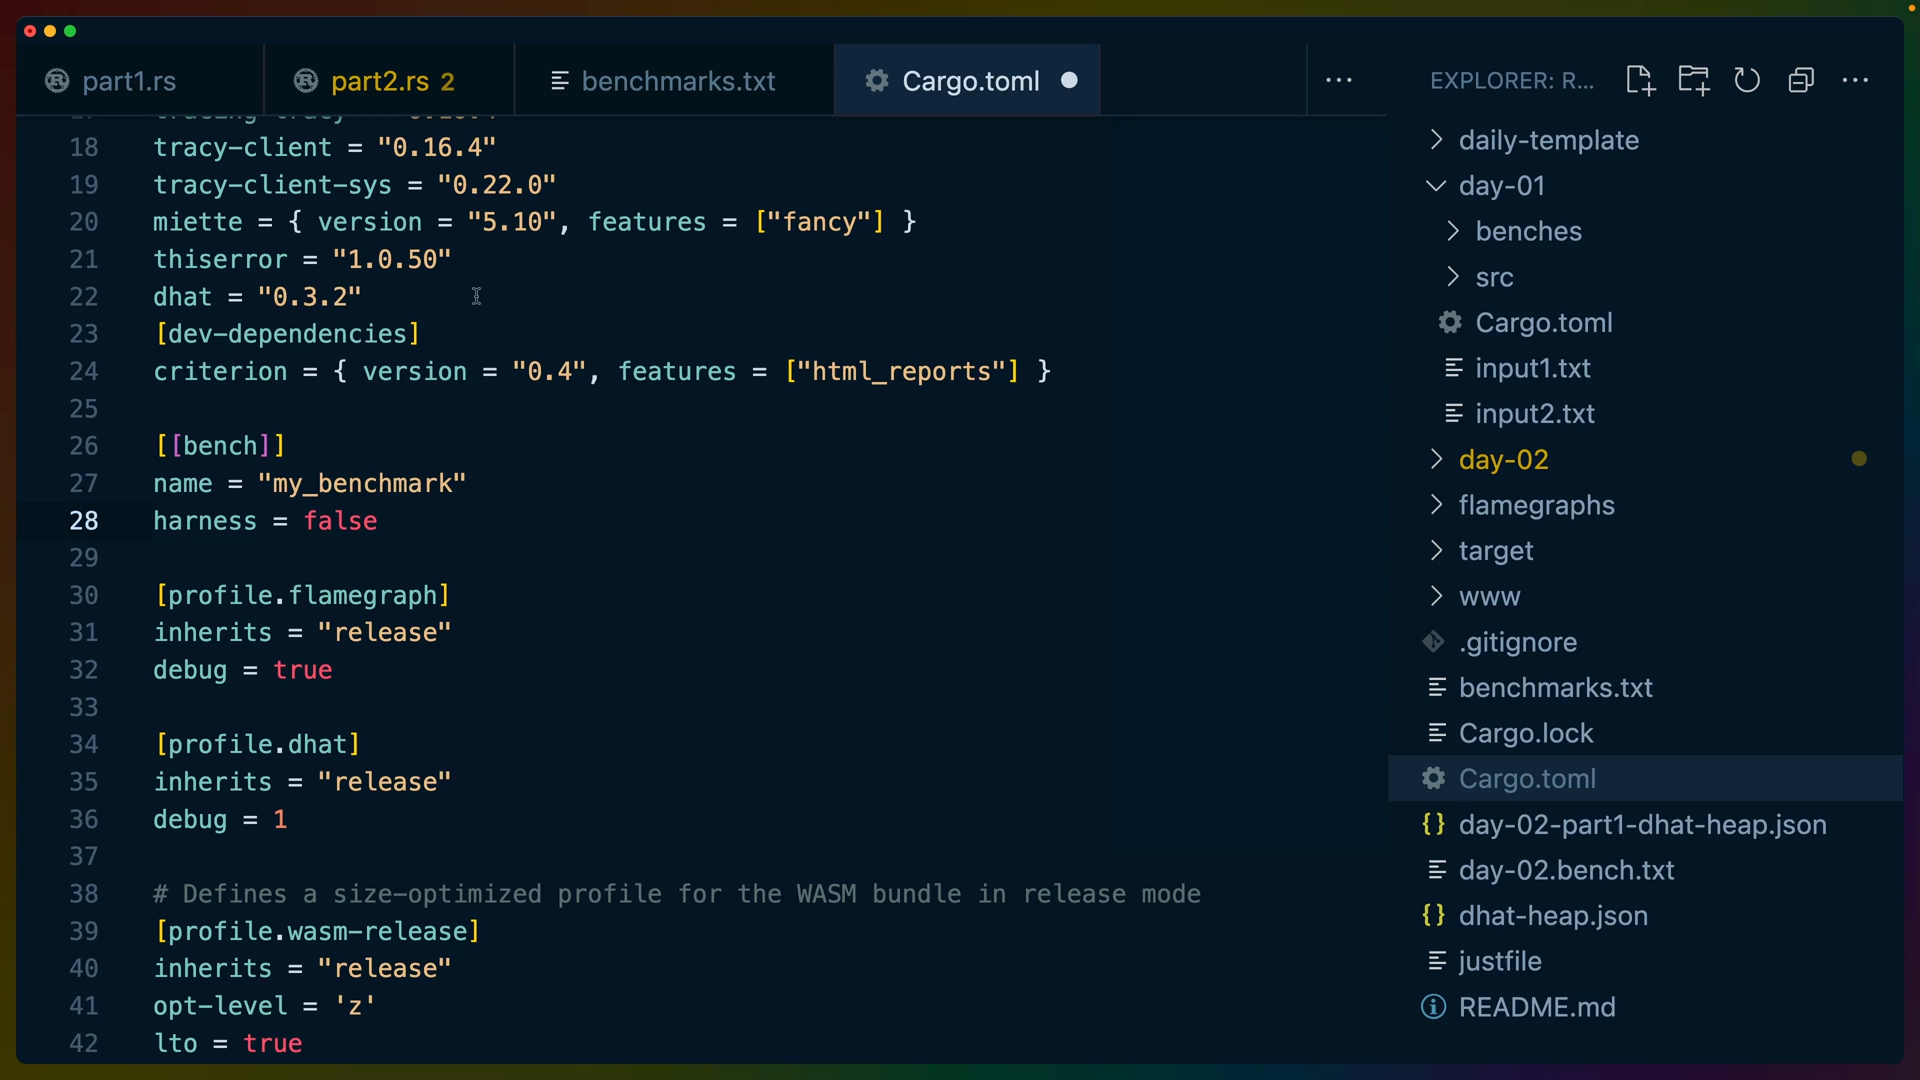 part1.rs
part2.rs 2
benchmarks.txt
Cargo.toml
EXPLORER: R...
18 tracy-client = "0.16.4"
19 tracy-client-sys = "0.22.0"
20 miette = { version = "5.10", features = ["fancy"] }
21 thiserror = "1.0.50"
22 dhat = "0.3.2"
23 [dev-dependencies]
24 criterion = { version = "0.4", features = ["html_reports"] }
25
26 [[bench]]
27 name = "my_benchmark"
28 harness = false
29
30 [profile.flamegraph]
31 inherits = "release"
32 debug = true
33
34 [profile.dhat]
35 inherits = "release"
36 debug = 1
37
38 # Defines a size-optimized profile for the WASM bundle in release mode
39 [profile.wasm-release]
40 inherits = "release"
41 opt-level = 'z'
42 lto = true
daily-template
day-01
benches
src
Cargo.toml
input1.txt
input2.txt
day-02
flamegraphs
target
www
.gitignore
benchmarks.txt
Cargo.lock
Cargo.toml
day-02-part1-dhat-heap.json
day-02.bench.txt
dhat-heap.json
justfile
README.md